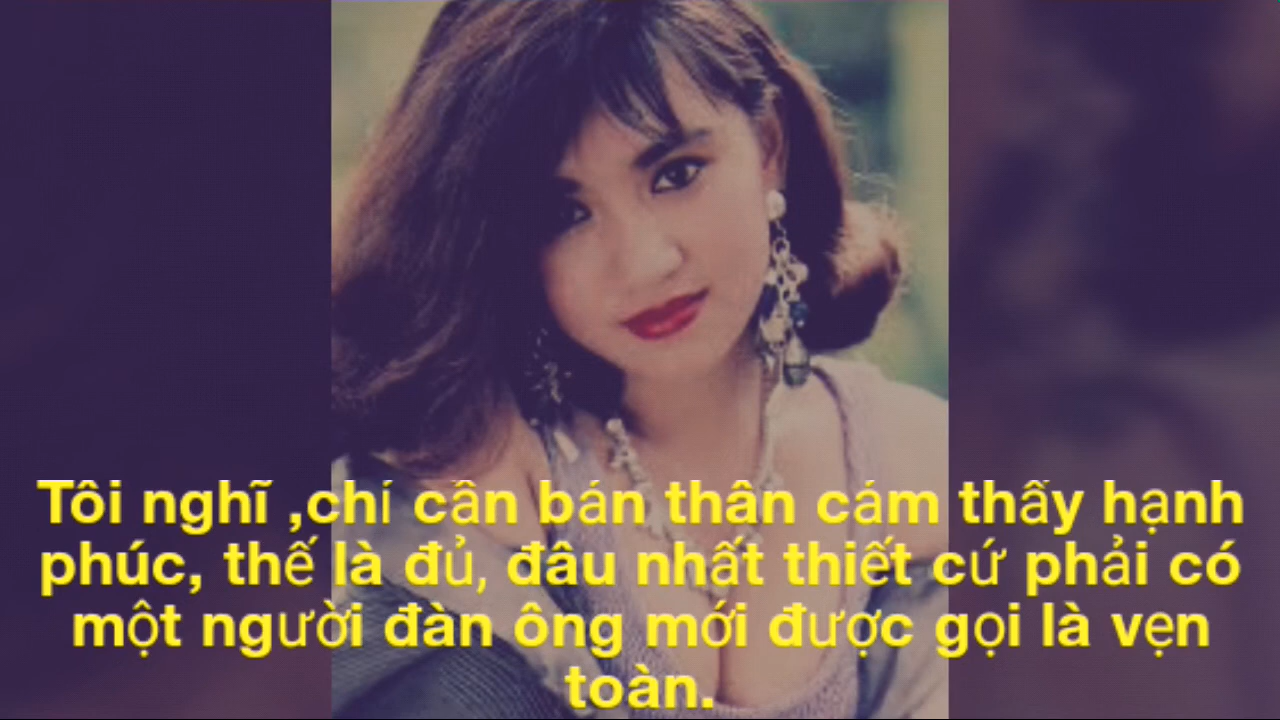 Tôi nghĩ ,chỉ cần bản thân cảm thấy hạnh
phúc, thế là đủ, đâu nhất thiết cứ phải có
một người đàn ông mới được gọi là vẹn
toàn.